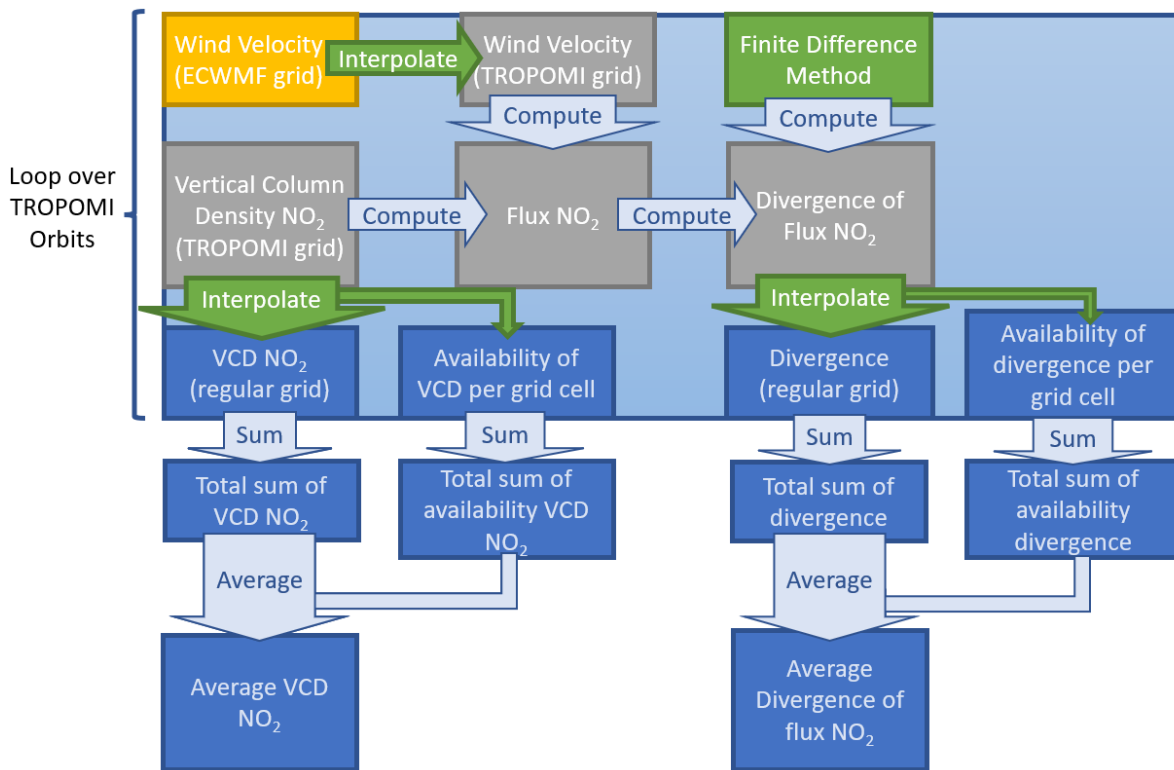 Loop over
TROPOMI
Orbits
Wind Velocity
(ECWMF grid)
Interpolate
Wind Velocity
(TROPOMI grid)
Finite Difference
Method
Compute
Compute
Vertical Column
Density NO₂
(TROPOMI grid)
Compute
Flux NO₂
Compute
Divergence of
Flux NO₂
Interpolate
Interpolate
VCD NO₂
(regular grid)
Availability of
VCD per grid cell
Divergence
(regular grid)
Availability of
divergence per
grid cell
Sum
Sum
Sum
Sum
Total sum of
VCD NO₂
Total sum of
availability VCD
NO₂
Total sum of
divergence
Total sum of
availability
divergence
Average
Average
Average VCD
NO₂
Average
Divergence of
flux NO₂